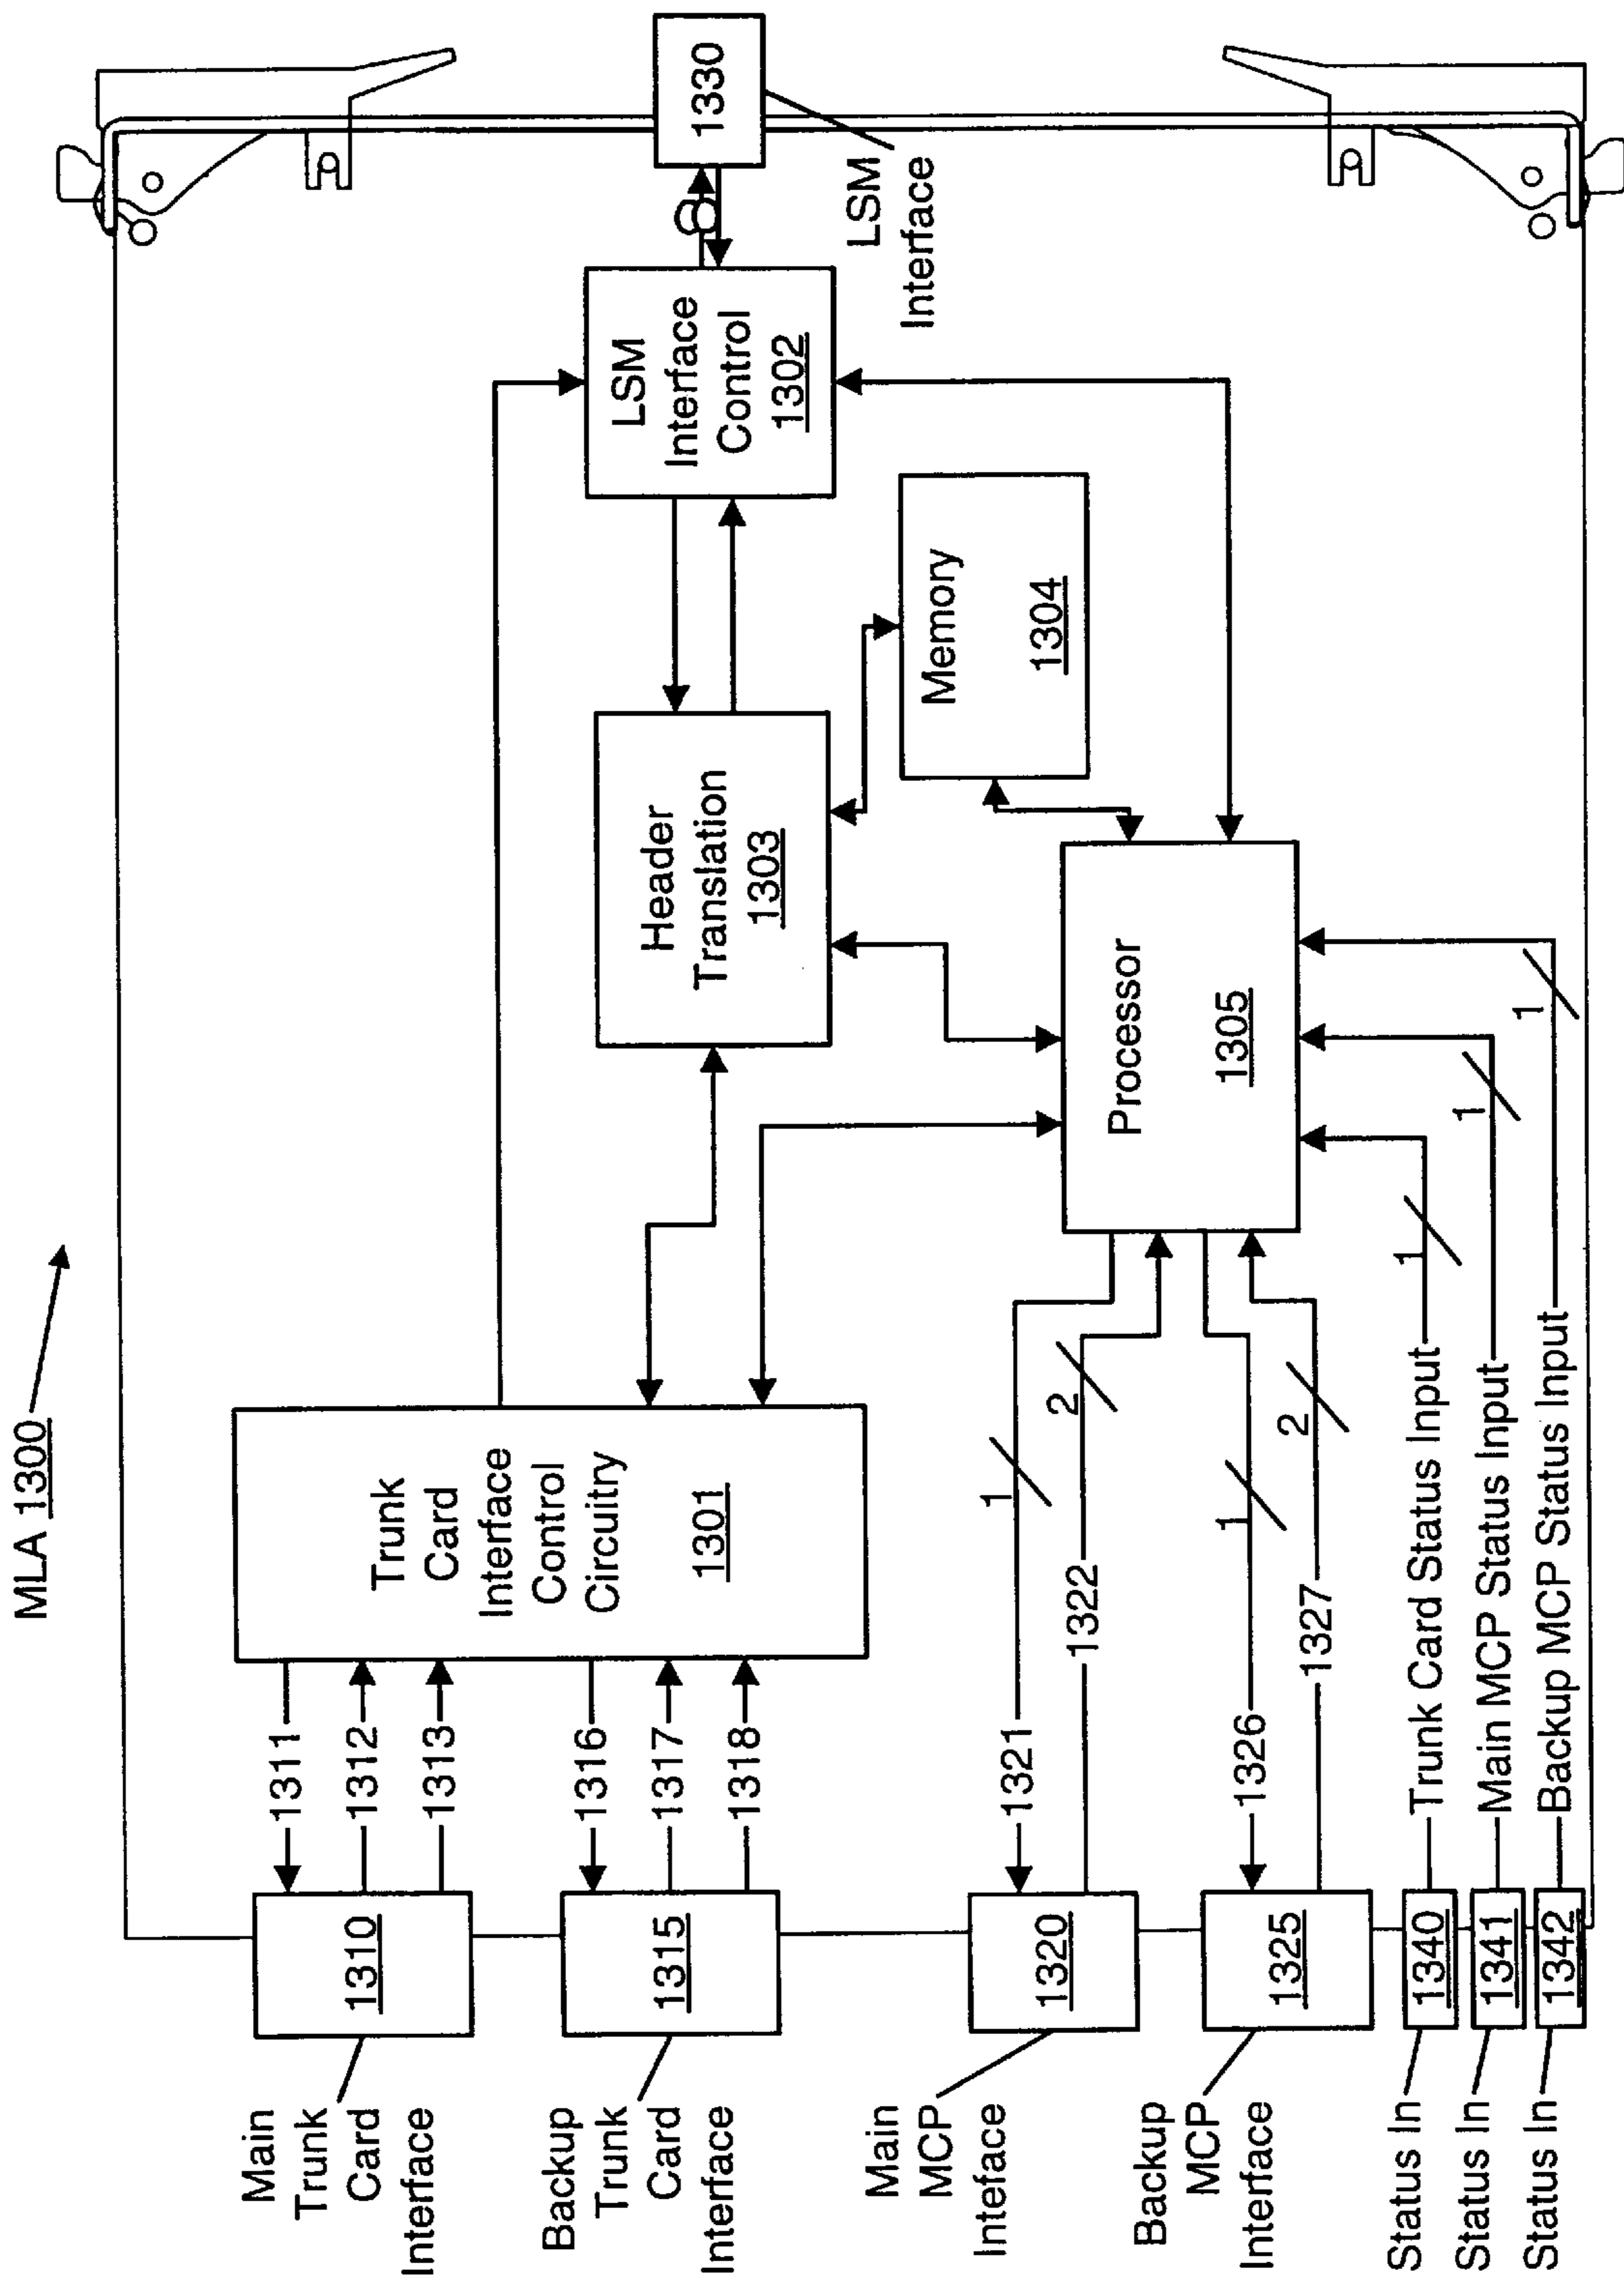 MLA 1300
Main
Trunk
Card
Interface
1310
1311
1312
1313
Backup
Trunk
Card
Interface
1315
1316
1317
1318
Trunk
Card
Interface
Control
Circuitry
1301
Header
Translation
1303
LSM
Interface
Control
1302
1330
LSM
Interface
Memory
1304
Processor
1305
Main
MCP
Inteface
1320
1321
1
1322
2
Backup
MCP
Interface
1325
1326
1
1327
2
Status In
1340
Trunk Card Status Input
1
Status In
1341
Main MCP Status Input
1
Status In
1342
Backup MCP Status Input
1